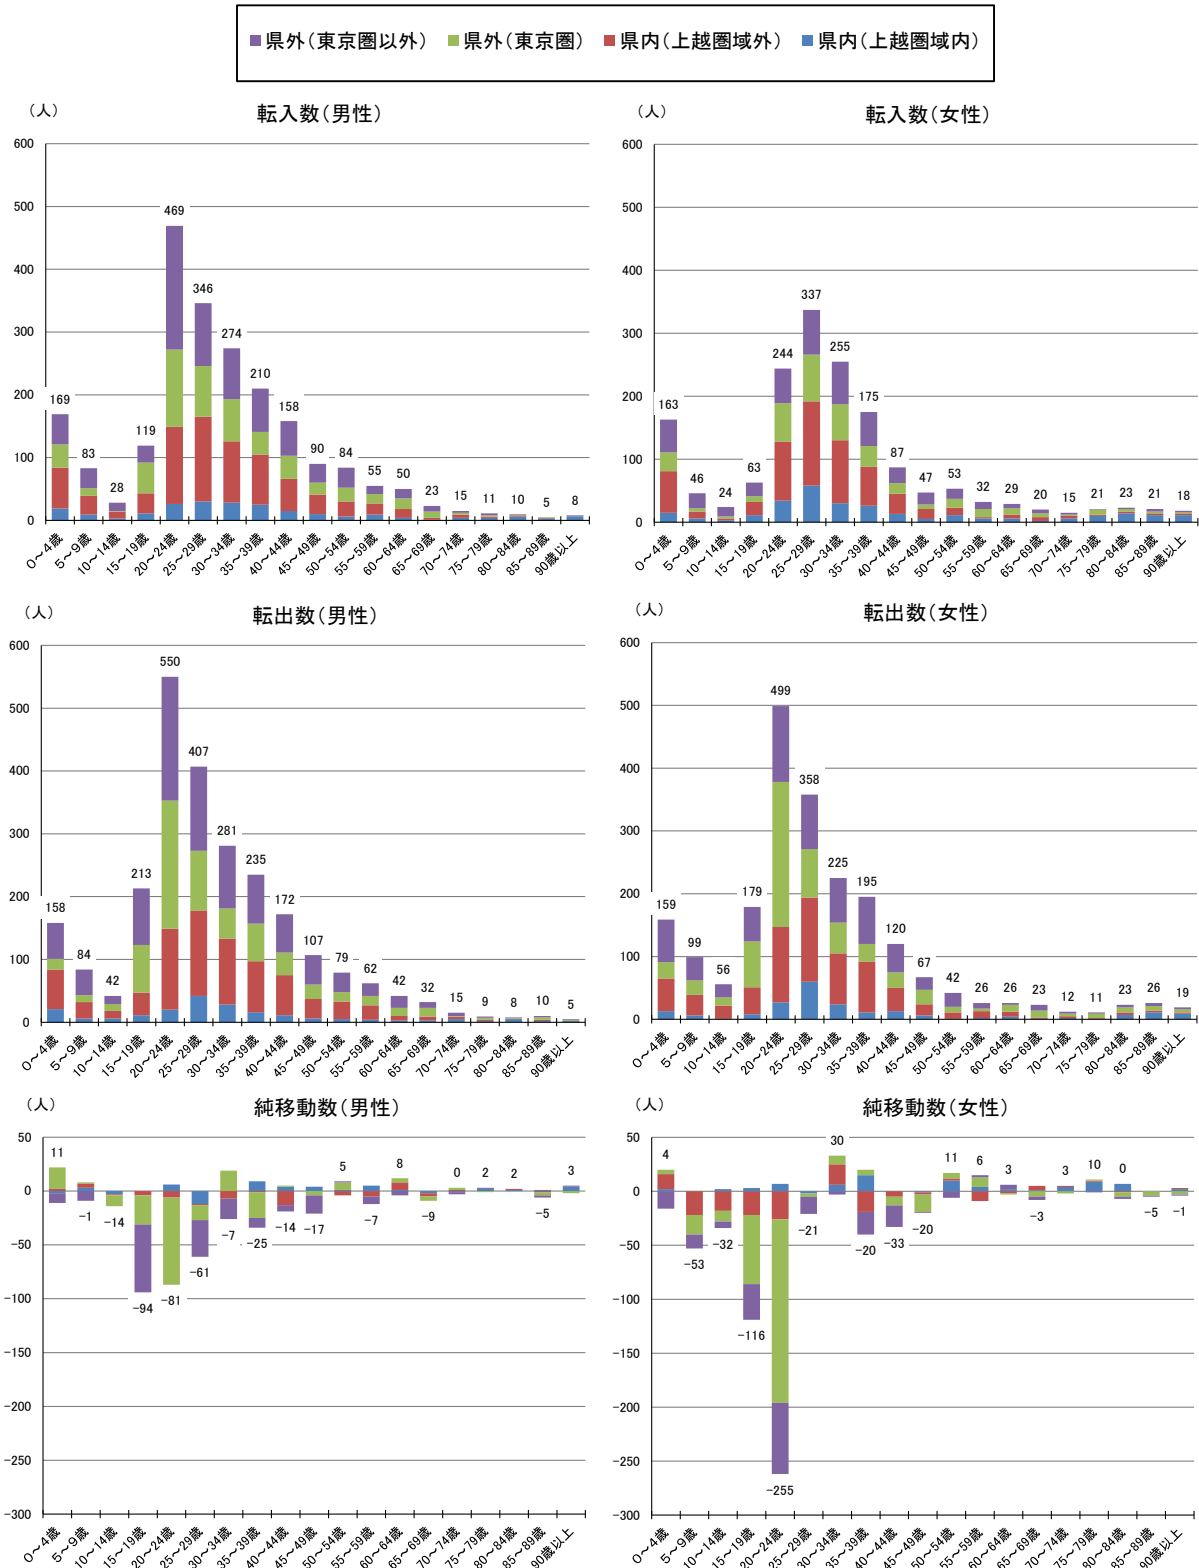 ■県外(東京圏以外) ■県外(東京圏) ■県内(上越圏域外) ■県内(上越圏域内)
(人) 転入数(男性)
600
500
400
300
200
100
0
169 83 28 119 469 346 274 210 158 90 84 55 50 23 15 11 10 5 8
0～4歳 5～9歳 10～14歳 15～19歳 20～24歳 25～29歳 30～34歳 35～39歳 40～44歳 45～49歳 50～54歳 55～59歳 60～64歳 65～69歳 70～74歳 75～79歳 80～84歳 85～89歳 90歳以上
(人) 転入数(女性)
600
500
400
300
200
100
0
163 46 24 63 244 337 255 175 87 47 53 32 29 20 15 21 23 21 18
0～4歳 5～9歳 10～14歳 15～19歳 20～24歳 25～29歳 30～34歳 35～39歳 40～44歳 45～49歳 50～54歳 55～59歳 60～64歳 65～69歳 70～74歳 75～79歳 80～84歳 85～89歳 90歳以上
(人) 転出数(男性)
600
500
400
300
200
100
0
158 84 42 213 550 407 281 235 172 107 79 62 42 32 15 9 8 10 5
0～4歳 5～9歳 10～14歳 15～19歳 20～24歳 25～29歳 30～34歳 35～39歳 40～44歳 45～49歳 50～54歳 55～59歳 60～64歳 65～69歳 70～74歳 75～79歳 80～84歳 85～89歳 90歳以上
(人) 転出数(女性)
600
500
400
300
200
100
0
159 99 56 179 499 358 225 195 120 67 42 26 26 23 12 11 23 26 19
0～4歳 5～9歳 10～14歳 15～19歳 20～24歳 25～29歳 30～34歳 35～39歳 40～44歳 45～49歳 50～54歳 55～59歳 60～64歳 65～69歳 70～74歳 75～79歳 80～84歳 85～89歳 90歳以上
(人) 純移動数(男性)
50
0
-50
-100
-150
-200
-250
-300
11 -1 -14 -94 -81 -61 -7 -25 -14 -17 5 -7 8 -9 0 2 2 -5 3
0～4歳 5～9歳 10～14歳 15～19歳 20～24歳 25～29歳 30～34歳 35～39歳 40～44歳 45～49歳 50～54歳 55～59歳 60～64歳 65～69歳 70～74歳 75～79歳 80～84歳 85～89歳 90歳以上
(人) 純移動数(女性)
50
0
-50
-100
-150
-200
-250
-300
4 -53 -32 -116 -255 -21 30 -20 -33 -20 11 6 3 -3 3 10 0 -5 -1
0～4歳 5～9歳 10～14歳 15～19歳 20～24歳 25～29歳 30～34歳 35～39歳 40～44歳 45～49歳 50～54歳 55～59歳 60～64歳 65～69歳 70～74歳 75～79歳 80～84歳 85～89歳 90歳以上